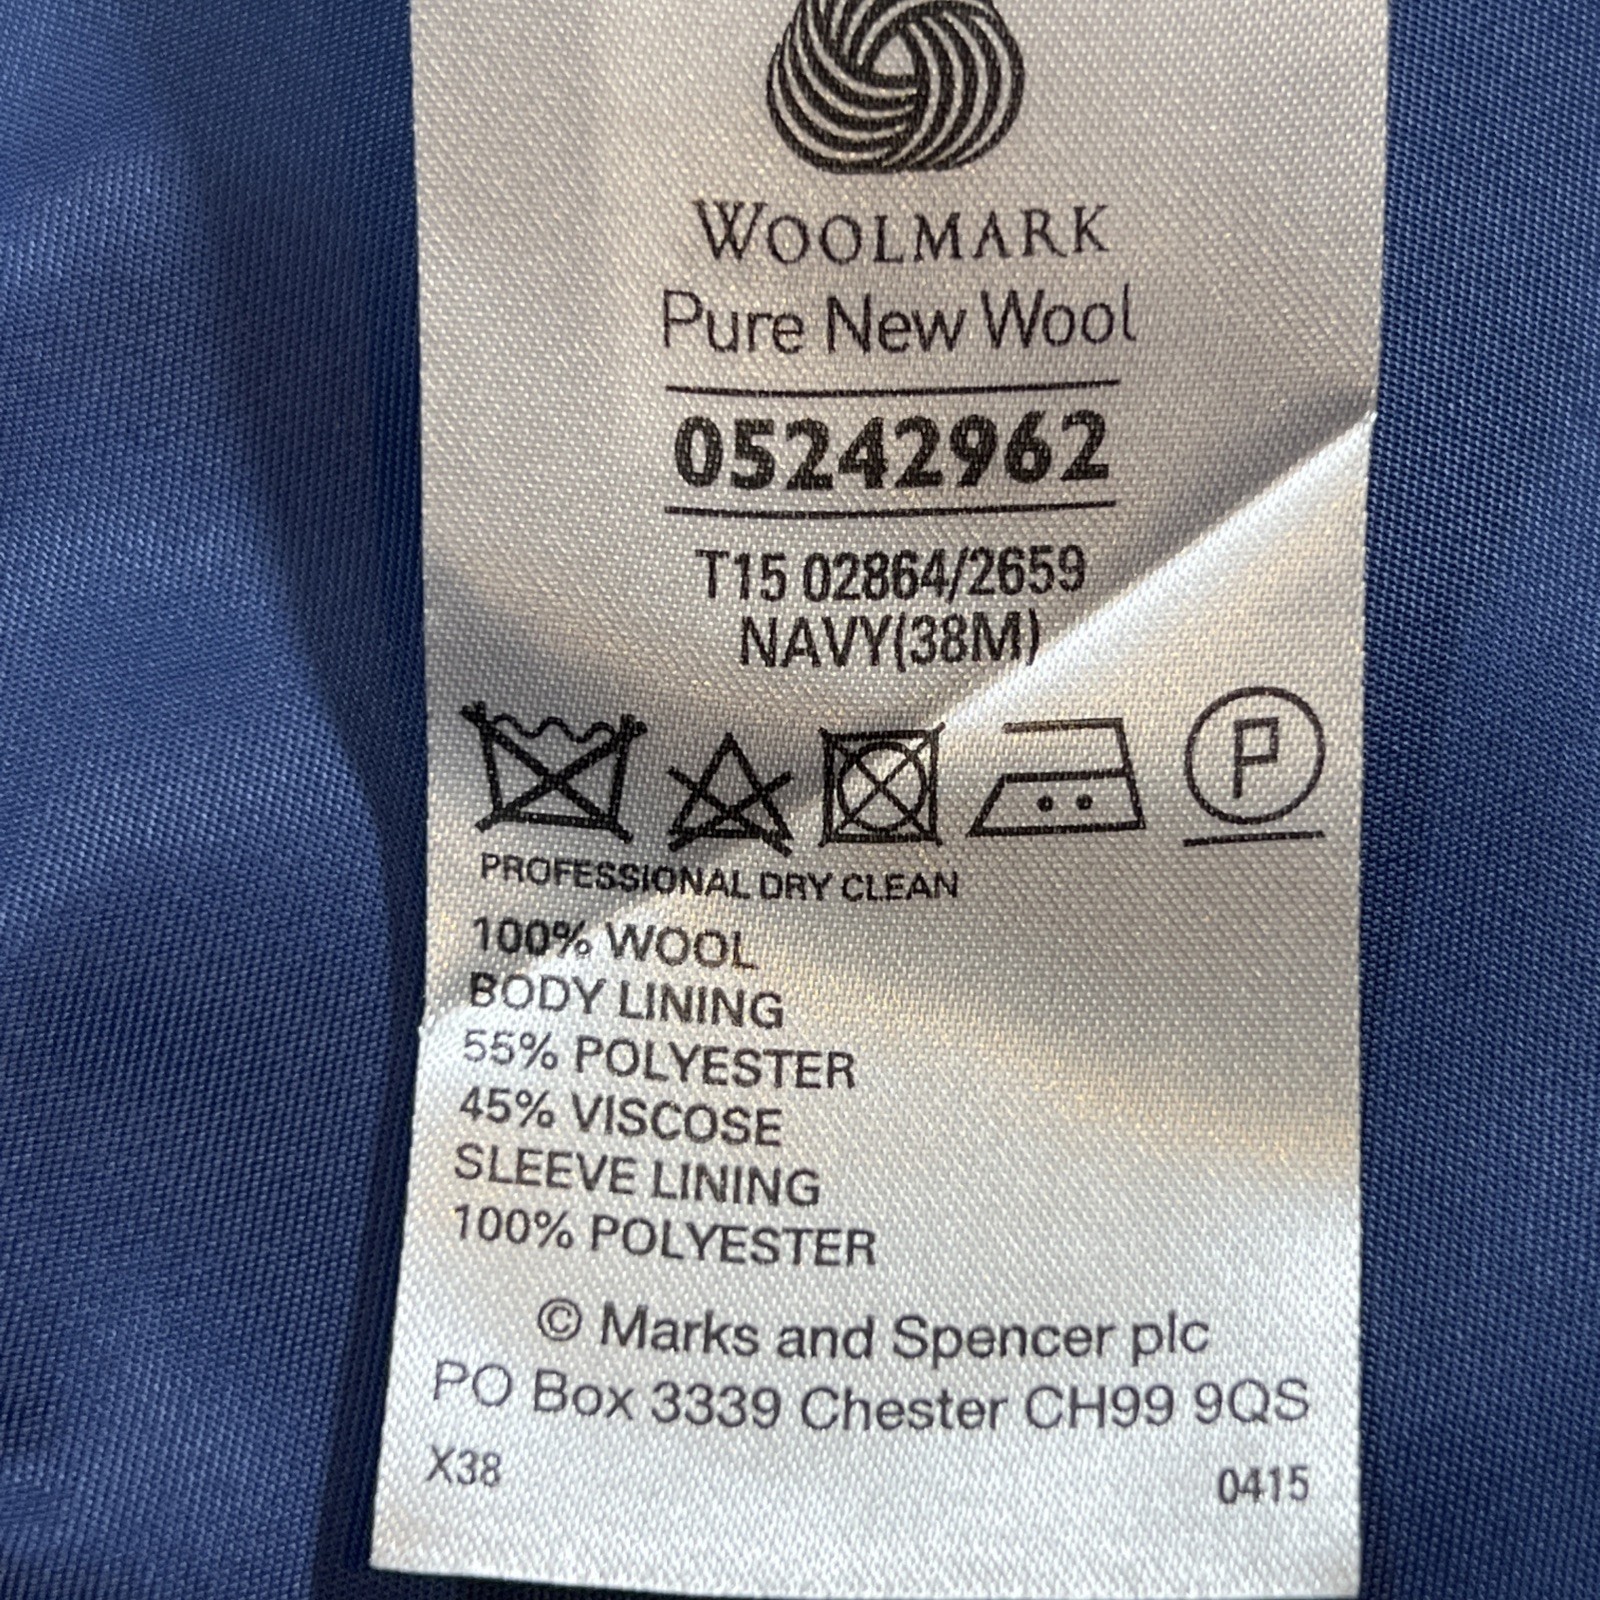 WOOLMARK
Pure New Wool
05242962
T15 02864/2659
NAVY(38M)
P
PROFESSIONAL DRY CLEAN
100% WOOL
BODY LINING
55% POLYESTER
45% VISCOSE
SLEEVE LINING
100% POLYESTER
© Marks and Spencer plc
PO Box 3339 Chester CH99 9QS
X38 0415